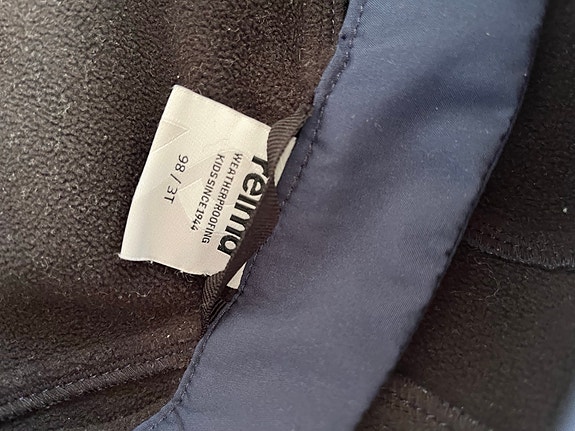 reima
WEATHERPROOFING
KIDS SINCE 1944
98 / 3T